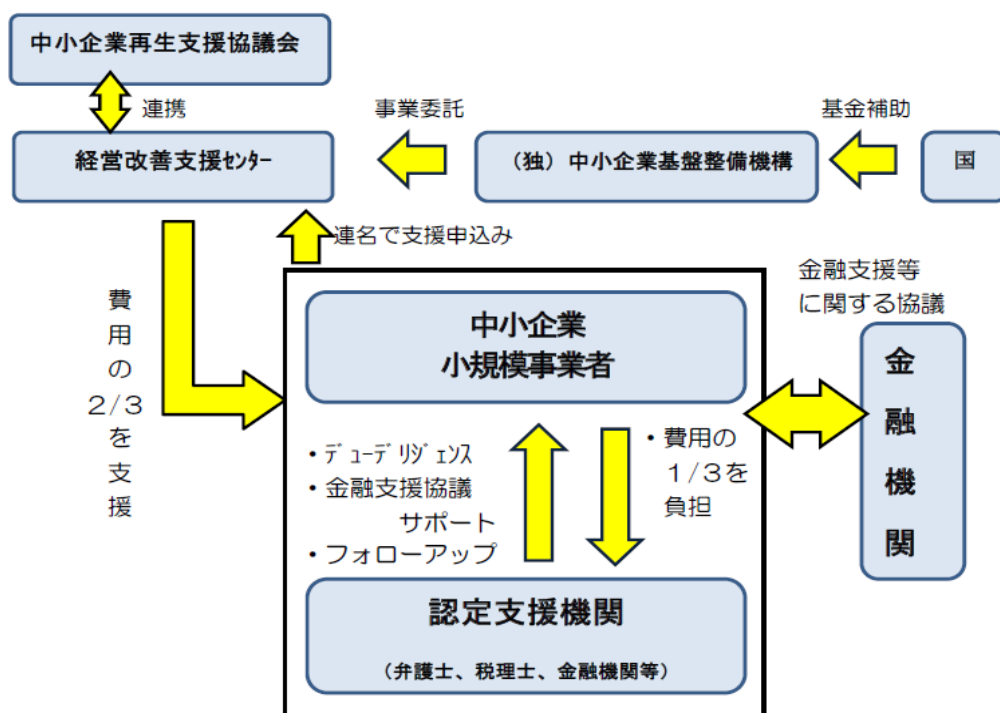 中小企業再生支援協議会
連携
事業委託
基金補助
経営改善支援ｾﾝﾀｰ
（独）中小企業基盤整備機構
国
連名で支援申込み
金融支援等
に関する協議
費用の2/3を支援
中小企業
小規模事業者
金融機関
・ﾃﾞｭｰﾃﾞﾘｼﾞｪﾝｽ
・金融支援協議
サポート
・フォローアップ
・費用の
１/３を
負担
認定支援機関
（弁護士、税理士、金融機関等）